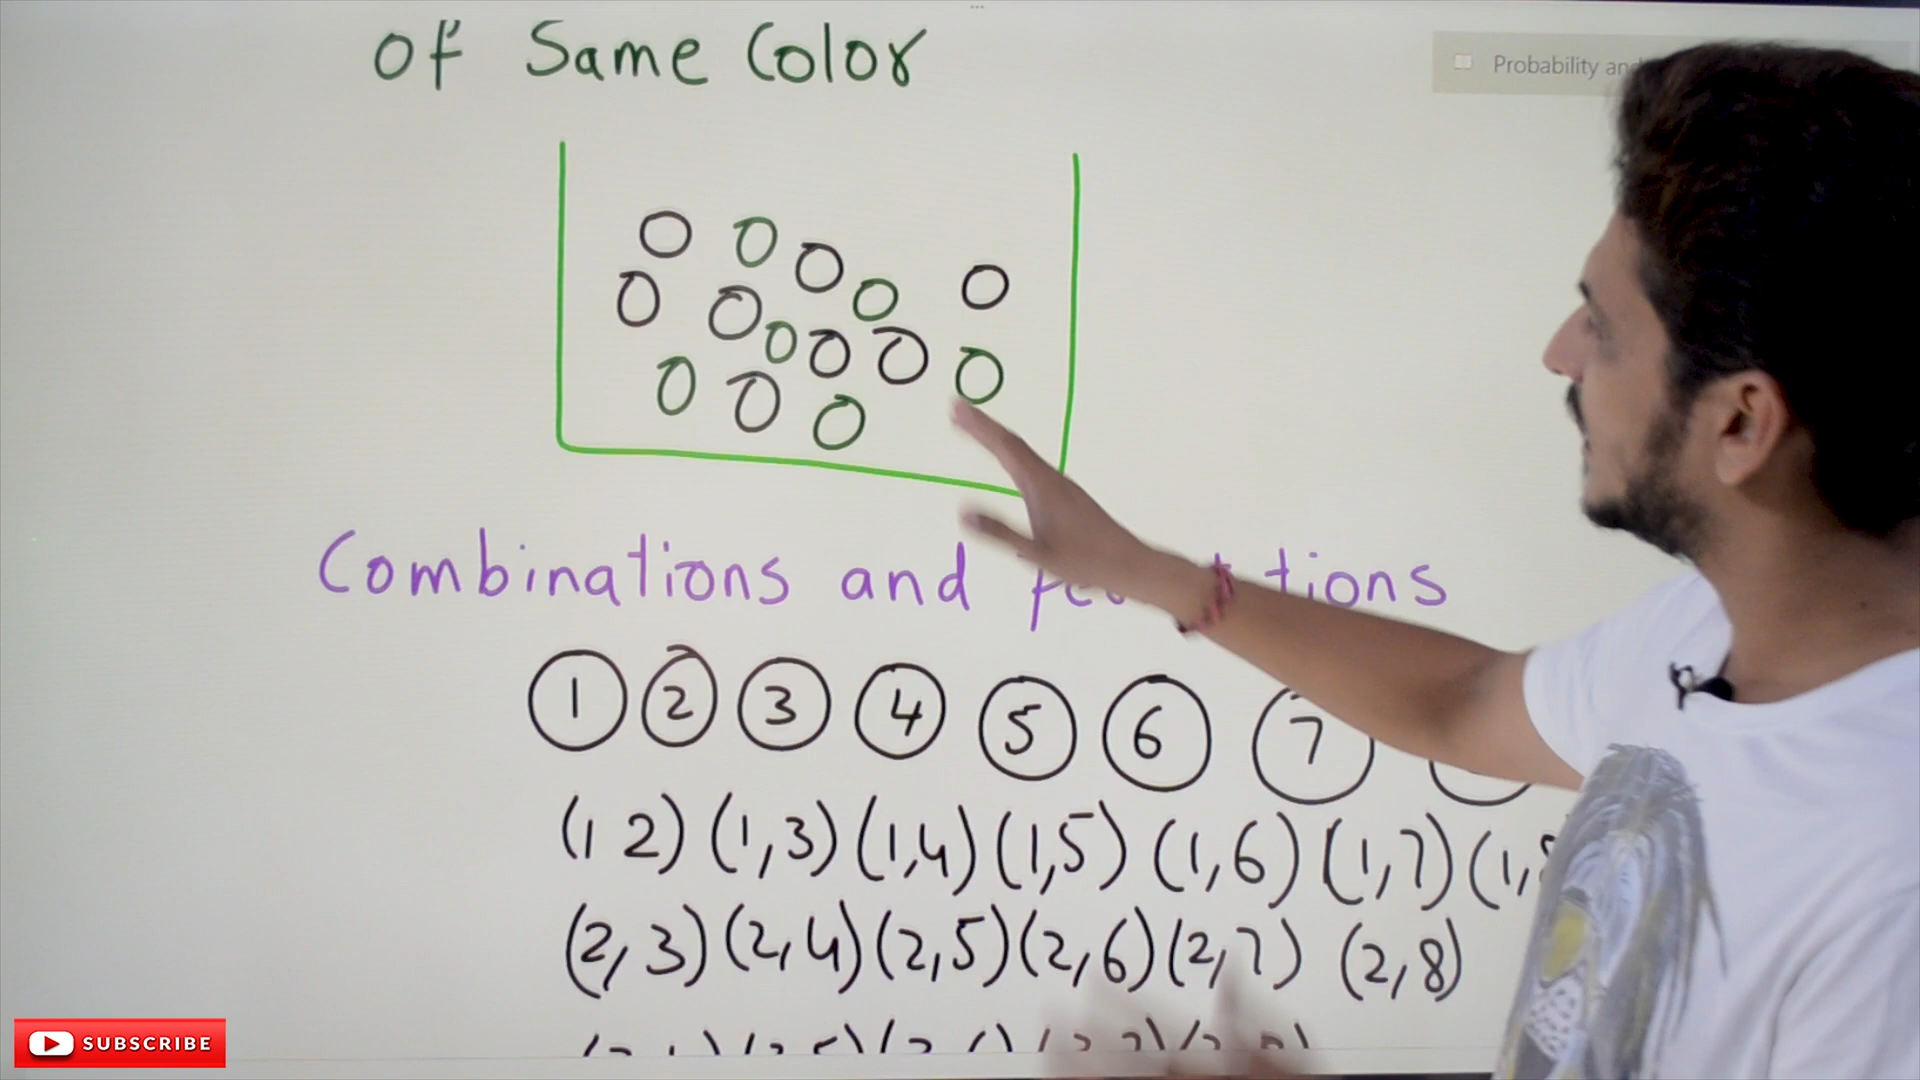 of Same Color
Probability and
Combinations and
1 2 3 4 5 6 7
(1 2) (1,3) (1,4) (1,5) (1,6) (1,7) (1,
(2,3) (2,4) (2,5) (2,6) (2,7) (2,8)
SUBSCRIBE